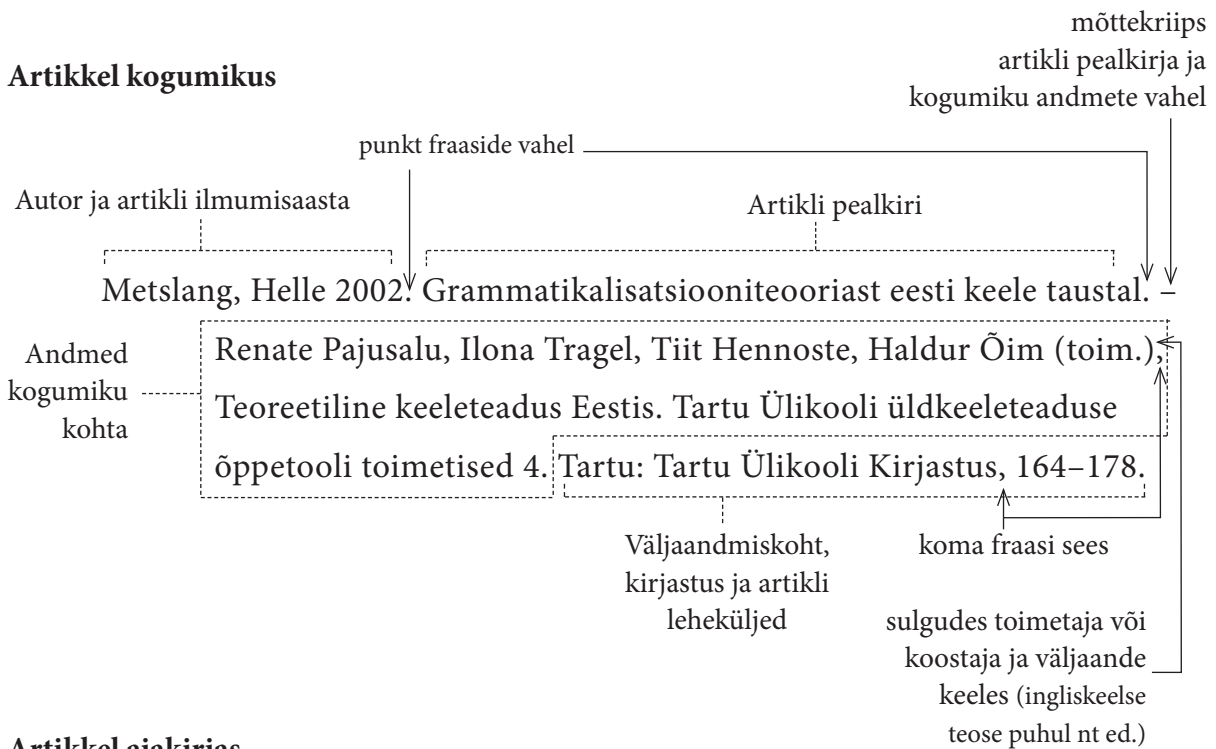 mõttekriips
artikli pealkirja ja
kogumiku andmete vahel
Artikkel kogumikus
punkt fraaside vahel
Autor ja artikli ilmumisaasta
Artikli pealkiri
Metslang, Helle 2002. Grammatikalisatsiooniteooriast eesti keele taustal. –
Andmed
kogumiku
kohta
Renate Pajusalu, Ilona Tragel, Tiit Hennoste, Haldur Õim (toim.),
Teoreetiline keeleteadus Eestis. Tartu Ülikooli üldkeeleteaduse
õppetooli toimetised 4. Tartu: Tartu Ülikooli Kirjastus, 164–178.
Väljaandmiskoht,
kirjastus ja artikli
leheküljed
koma fraasi sees
sulgudes toimetaja või
koostaja ja väljaande
keeles (ingliskeelse
teose puhul nt ed.)
Artikkel ajakirjas